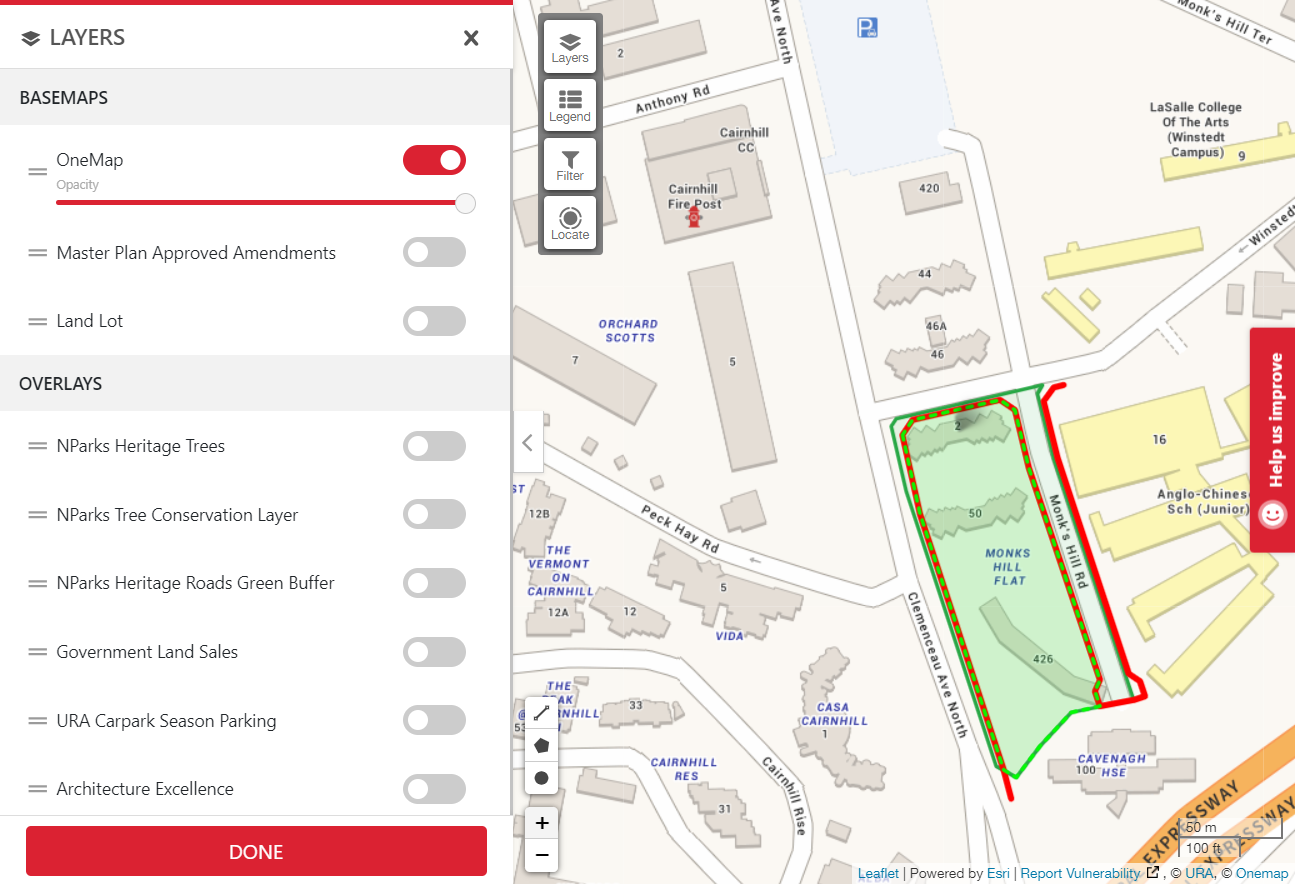 LAYERS
BASEMAPS
OneMap
Opacity
Master Plan Approved Amendments
Land Lot
OVERLAYS
NParks Heritage Trees
NParks Tree Conservation Layer
NParks Heritage Roads Green Buffer
Government Land Sales
URA Carpark Season Parking
Architecture Excellence
DONE
Layers
Legend
Filter
Locate
2
Ave North
P
Monk's Hill Ter
Anthony Rd
Cairnhill
CC
Cairnhill
Fire Post
LaSalle College
Of The Arts
(Winstedt
Campus)
9
420
44
46A
46
ORCHARD
SCOTTS
7
5
2
50
MONKS
HILL
FLAT
Monk's Hill Rd
426
16
Anglo-Chinese
Sch (Junior)
Help us improve
ST
12B
THE
VERMONT
ON
CAIRNHILL
12A
12
Peck Hay Rd
5
VIDA
Clemenceau Ave North
THE
33
CASA
CAIRNHILL
1
CAIRNHILL
RES
31
Cairnhill Rise
CAVENAGH
HSE
100
EXPRESSWAY
EXPRESSWAY
+
−
50 m
100 ft
Leaflet | Powered by Esri | Report Vulnerability , © URA, © Onemap